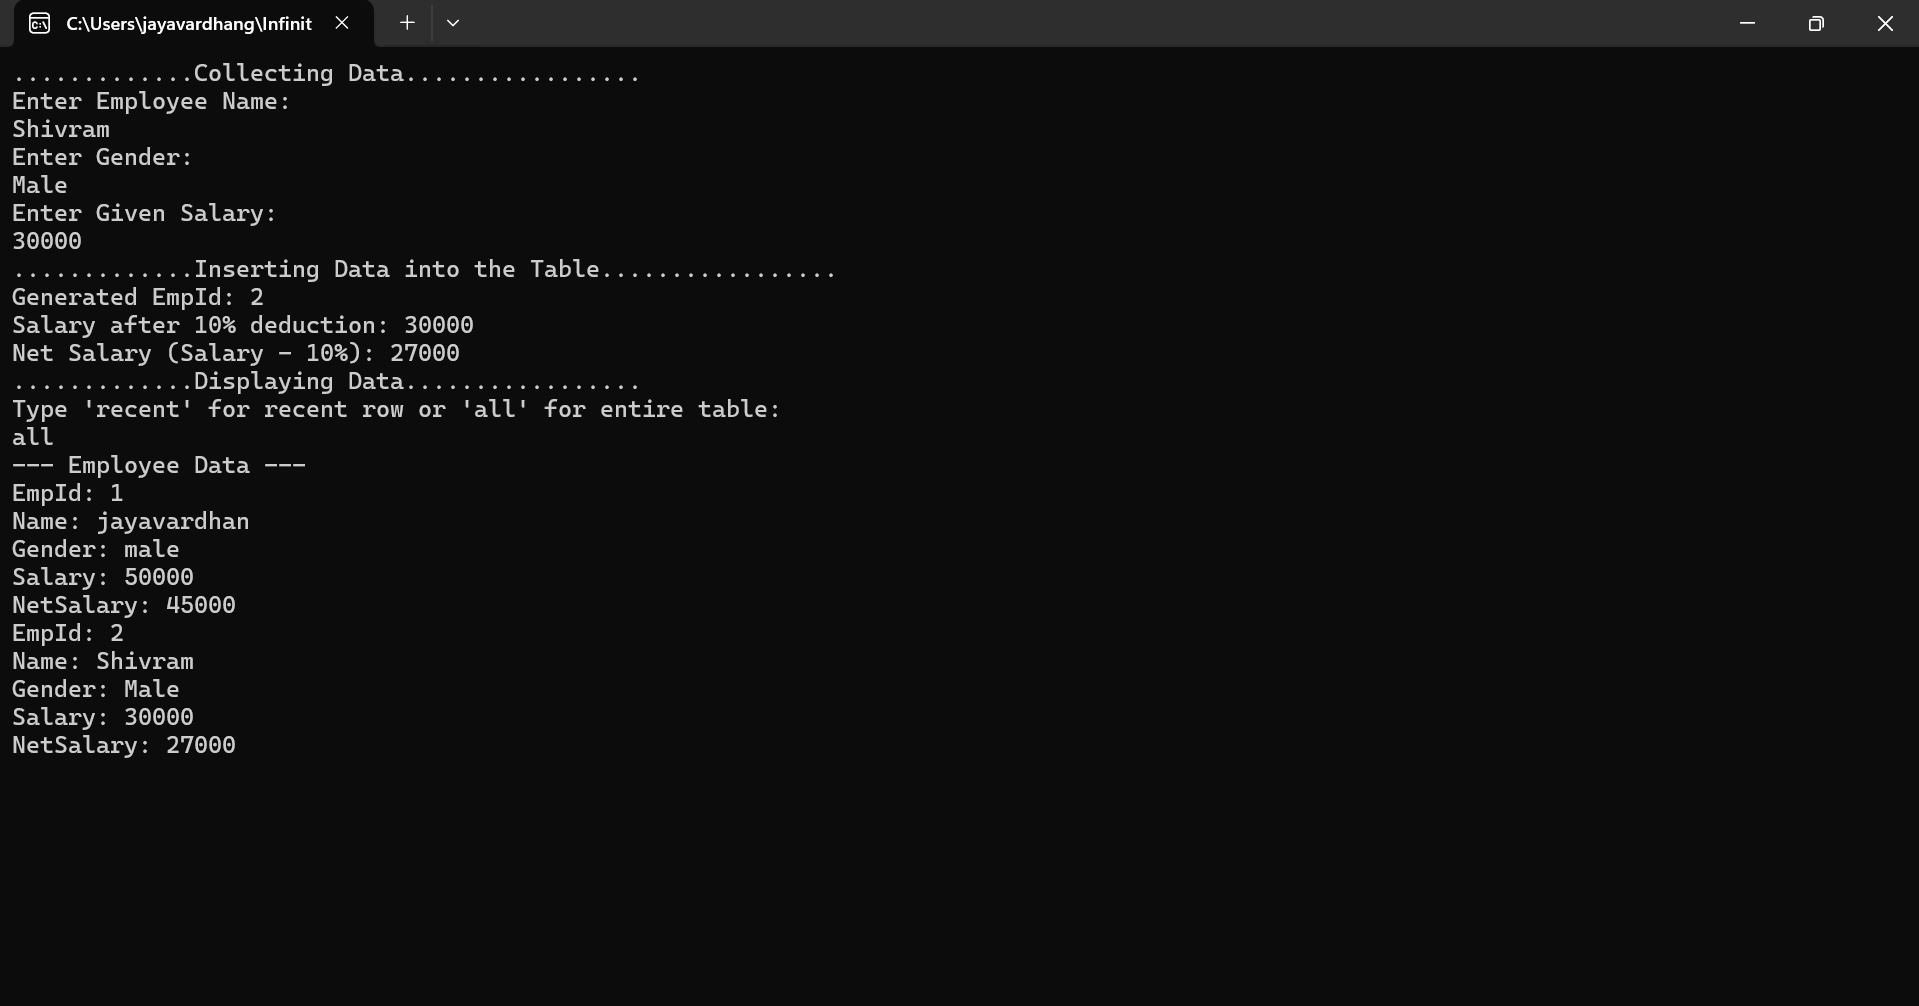 C:\Users\jayavardhang\Infinit
.............Collecting Data.................
Enter Employee Name:
Shivram
Enter Gender:
Male
Enter Given Salary:
30000
.............Inserting Data into the Table.................
Generated EmpId: 2
Salary after 10% deduction: 30000
Net Salary (Salary - 10%): 27000
.............Displaying Data.................
Type 'recent' for recent row or 'all' for entire table:
all
--- Employee Data ---
EmpId: 1
Name: jayavardhan
Gender: male
Salary: 50000
NetSalary: 45000
EmpId: 2
Name: Shivram
Gender: Male
Salary: 30000
NetSalary: 27000